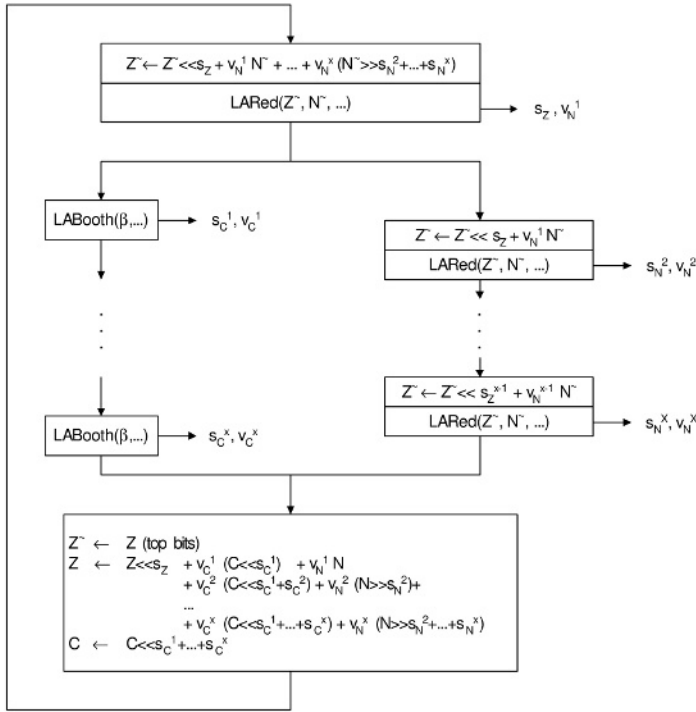 Z~ ← Z~<<s_Z + v_N^1 N~ + ... + v_N^x (N~>>s_N^2+...+s_N^x)
LARed(Z~, N~, ...)
s_Z , v_N^1
LABooth(β,...)
s_C^1, v_C^1
Z~ ← Z~<< s_Z + v_N^1 N~
LARed(Z~, N~, ...)
s_N^2, v_N^2
.
.
.
.
.
.
Z~ ← Z~<< s_Z^x-1 + v_N^x-1 N~
LARed(Z~, N~, ...)
s_N^x, v_N^x
LABooth(β,...)
s_C^x, v_C^x
Z~ ← Z (top bits)
Z ← Z<<s_Z + v_C^1 (C<<s_C^1) + v_N^1 N
+ v_C^2 (C<<s_C^1+s_C^2) + v_N^2 (N>>s_N^2)+
...
+ v_C^x (C<<s_C^1+...+s_C^x) + v_N^x (N>>s_N^2+...+s_N^x)
C ← C<<s_C^1+...+s_C^x